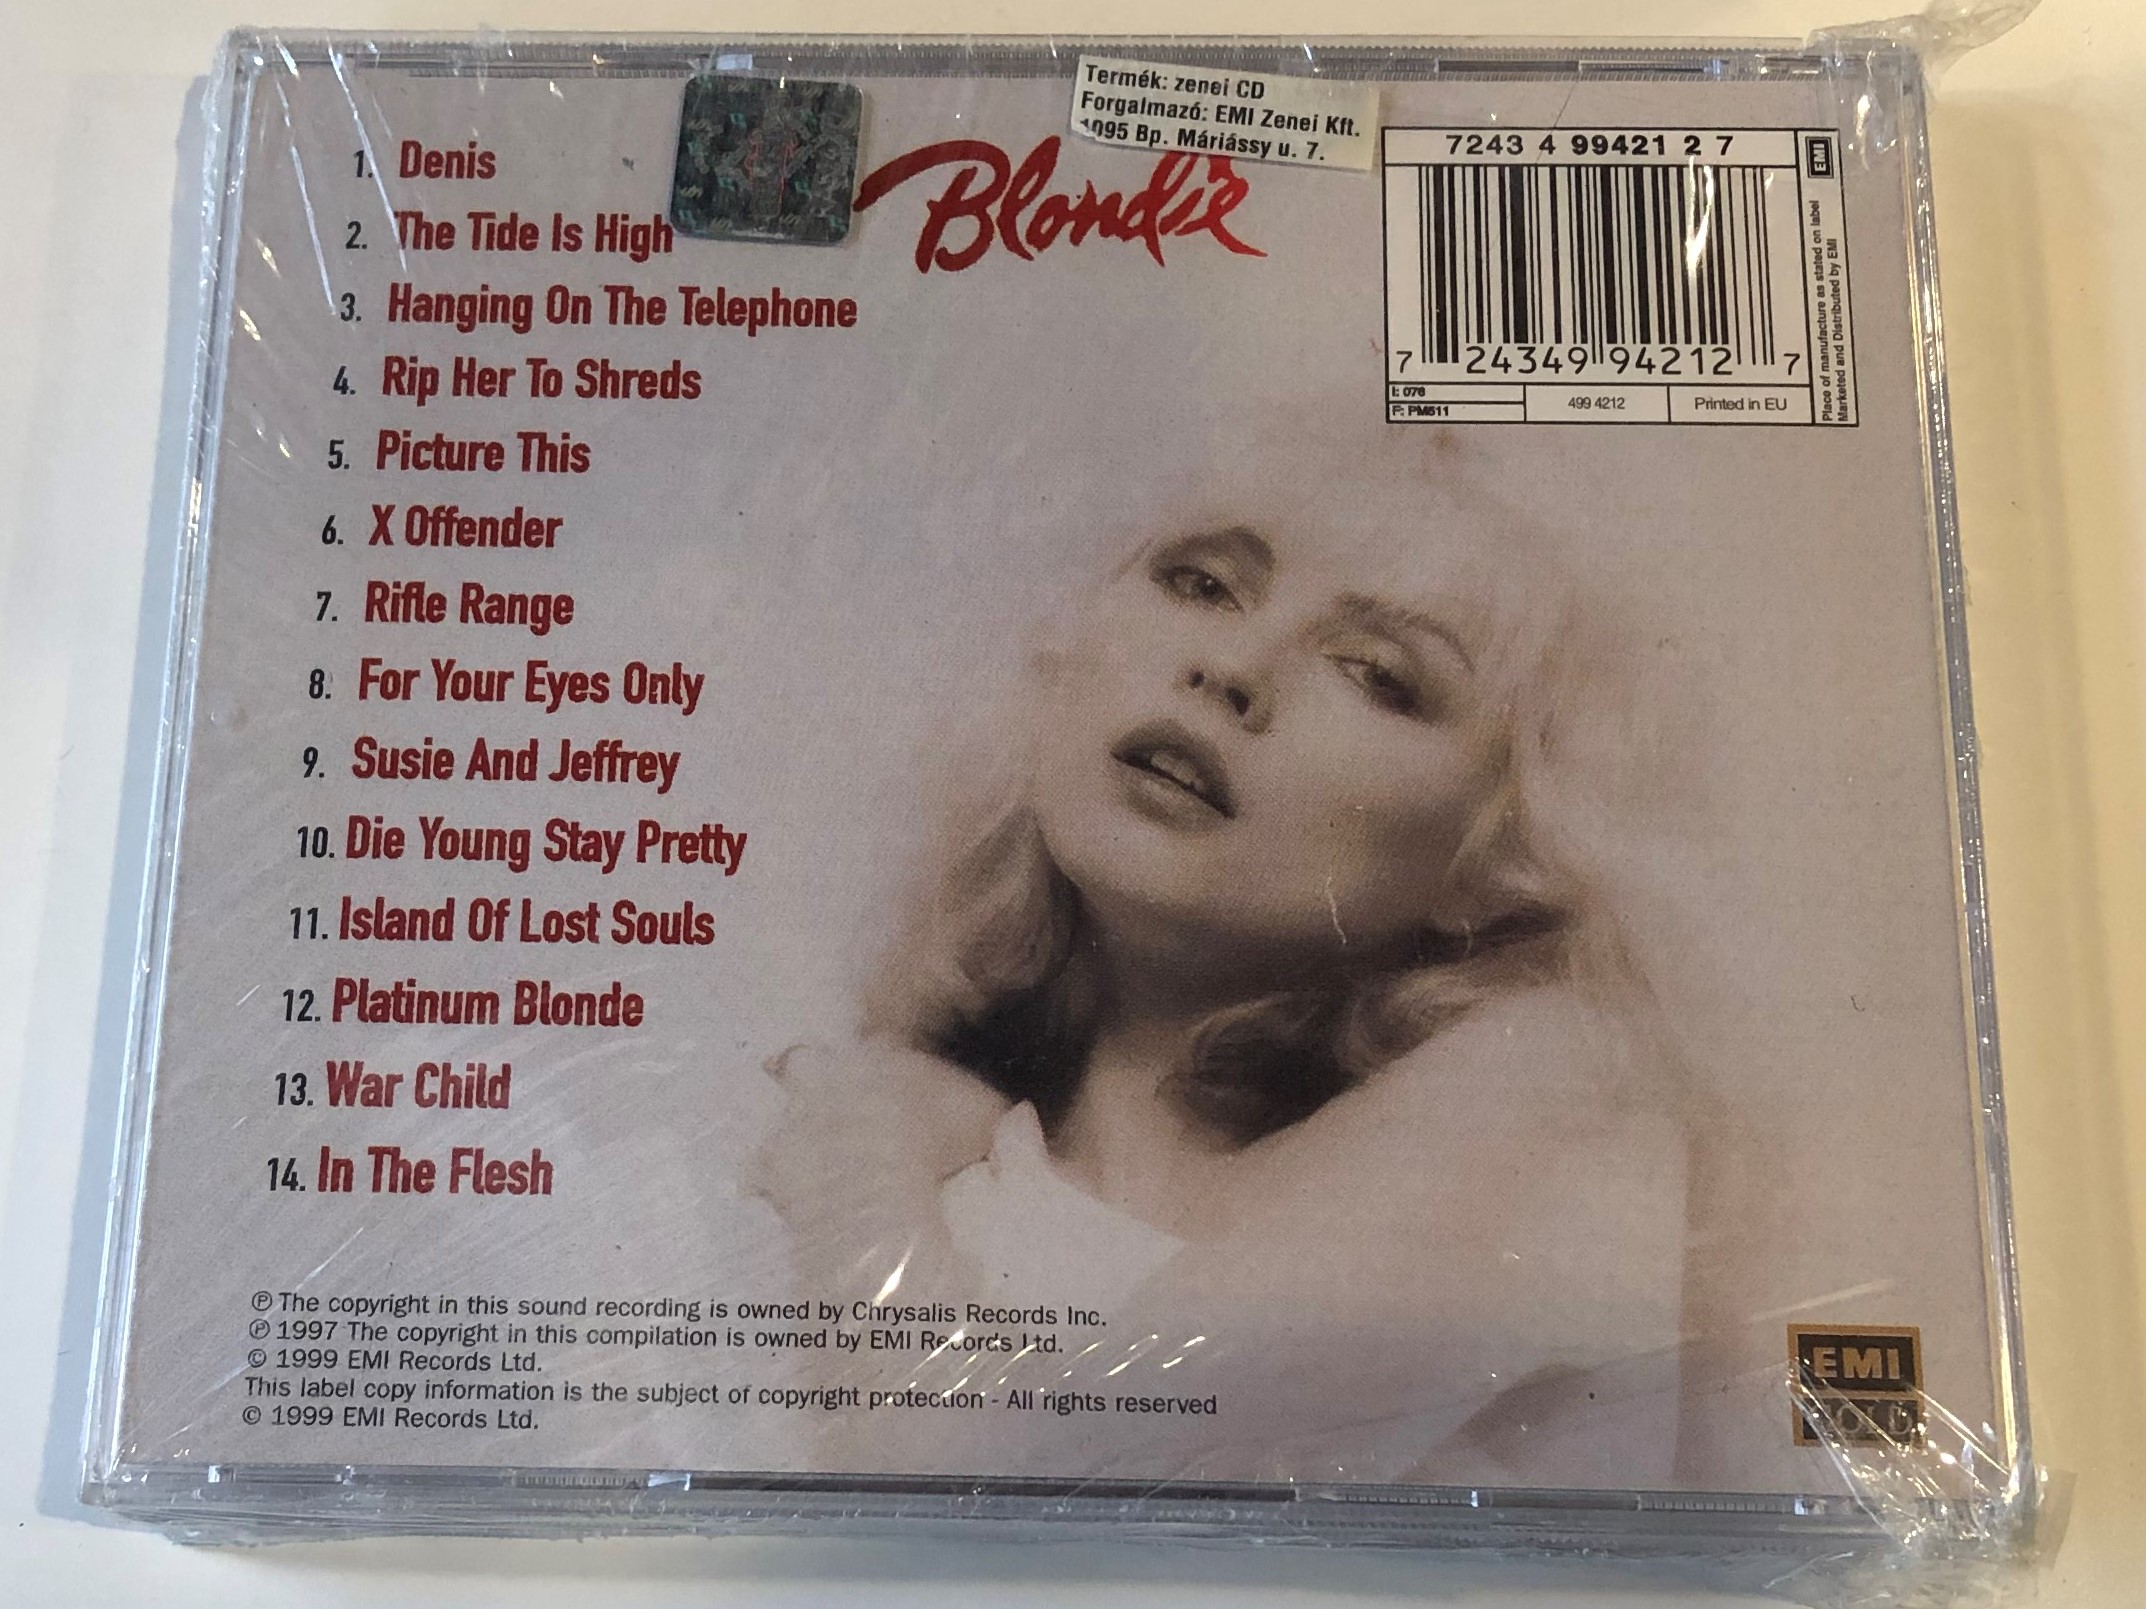 Termék: zenei CD
Forgalmazó: EMI Zenei Kft.
1095 Bp. Máriássy u. 7.
Blondie
7243 4 99421 2 7
EMI
Place of manufacture as stated on label
Marketed and Distributed by EMI
7 24349 94212 7
I: 076
P: PM511
499 4212
Printed in EU
1. Denis
2. The Tide Is High
3. Hanging On The Telephone
4. Rip Her To Shreds
5. Picture This
6. X Offender
7. Rifle Range
8. For Your Eyes Only
9. Susie And Jeffrey
10. Die Young Stay Pretty
11. Island Of Lost Souls
12. Platinum Blonde
13. War Child
14. In The Flesh
℗ The copyright in this sound recording is owned by Chrysalis Records Inc.
℗ 1997 The copyright in this compilation is owned by EMI Records Ltd.
© 1999 EMI Records Ltd.
This label copy information is the subject of copyright protection - All rights reserved
© 1999 EMI Records Ltd.
EMI
GOLD